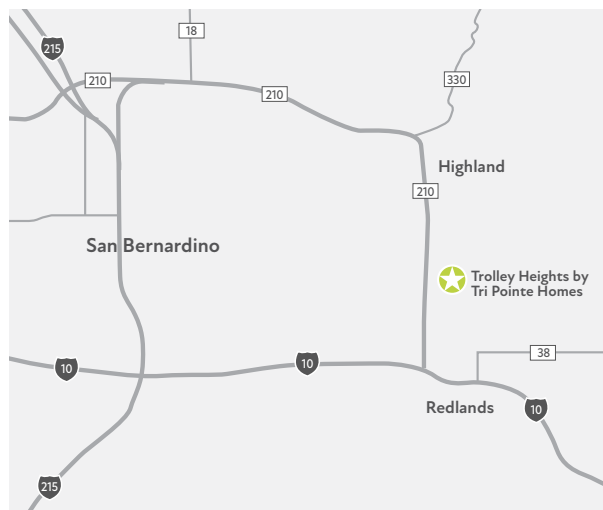 18
215
210
330
210
Highland
210
San Bernardino
Trolley Heights by
Tri Pointe Homes
38
10
10
Redlands
10
215